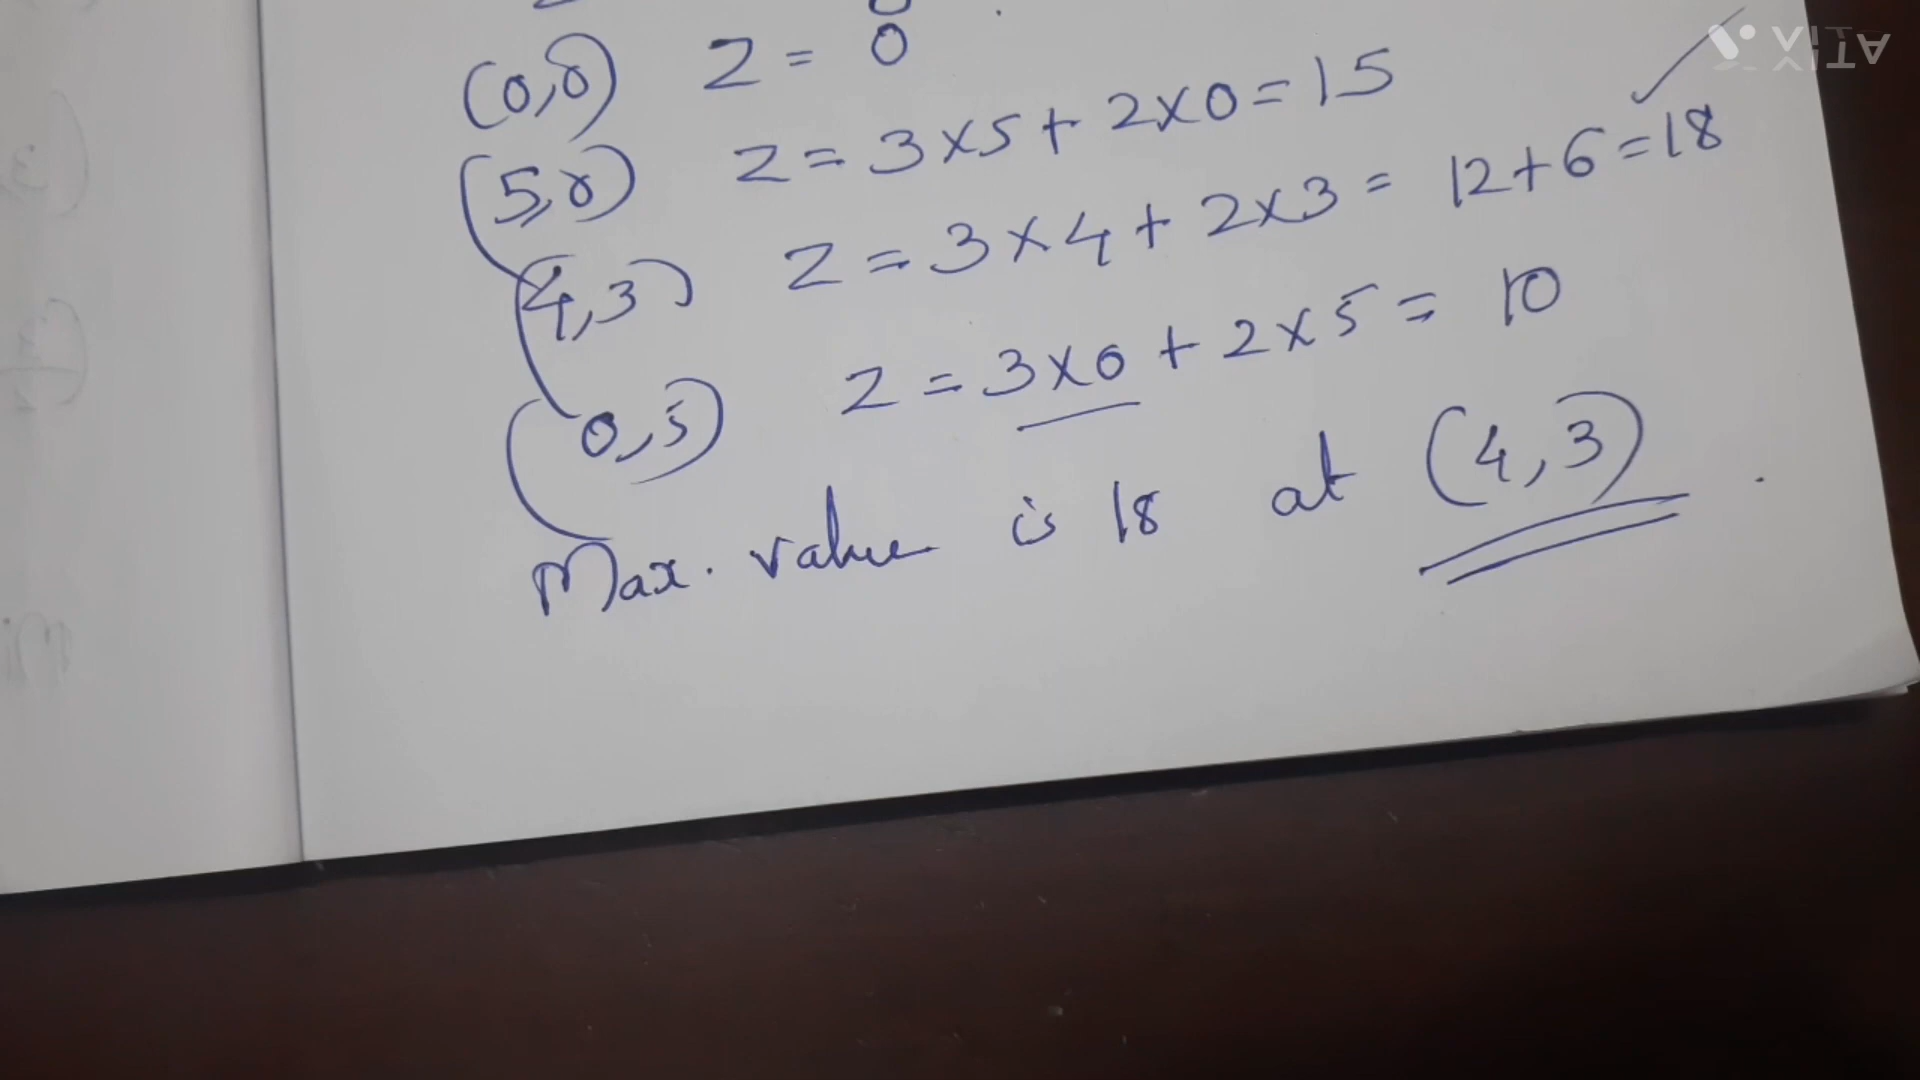 (0,0) Z = 0
(5,0) Z = 3×5+ 2×0 = 15
(4,3) Z = 3×4 + 2×3 = 12+6=18 ✓
(0,5) Z = 3×0 + 2×5 = 10
Max. value is 18 at (4,3)
VITA